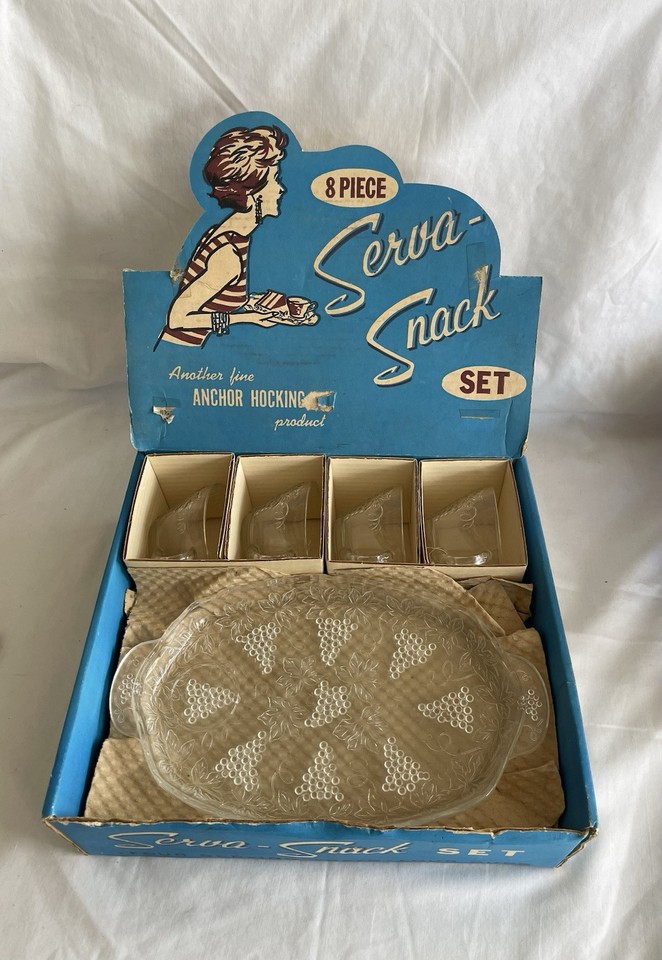 8 PIECE
Serva-
Snack
SET
Another fine
ANCHOR HOCKING
product
Serva - Snack SET